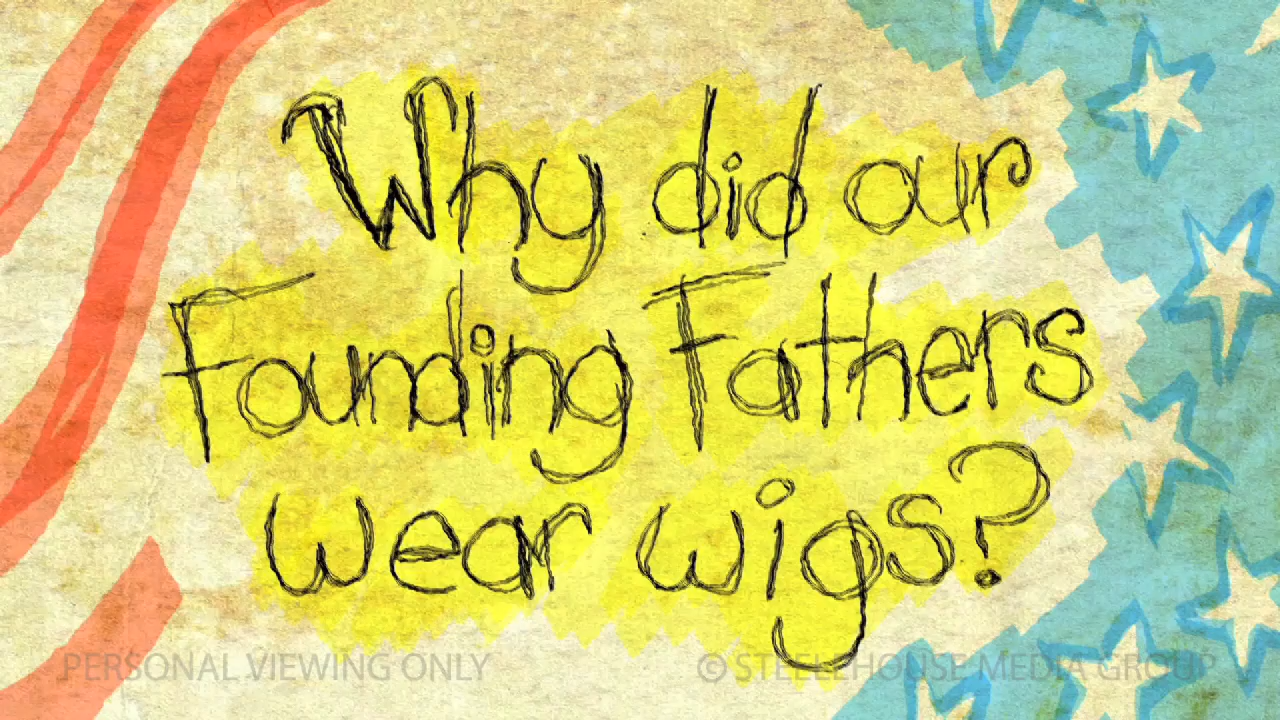 Why did our
Founding Fathers
wear wigs?
PERSONAL VIEWING ONLY © STEELEHOUSE MEDIA GROUP